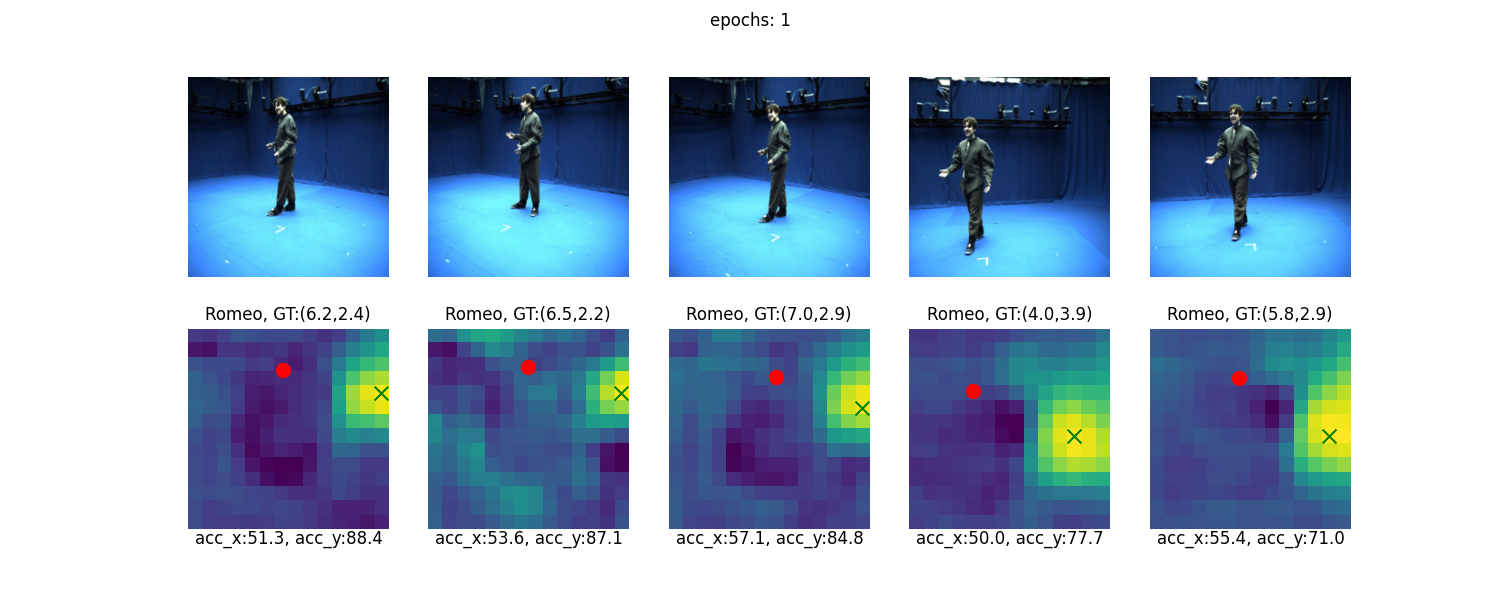 epochs: 1
Romeo, GT:(6.2,2.4)
Romeo, GT:(6.5,2.2)
Romeo, GT:(7.0,2.9)
Romeo, GT:(4.0,3.9)
Romeo, GT:(5.8,2.9)
acc_x:51.3, acc_y:88.4
acc_x:53.6, acc_y:87.1
acc_x:57.1, acc_y:84.8
acc_x:50.0, acc_y:77.7
acc_x:55.4, acc_y:71.0